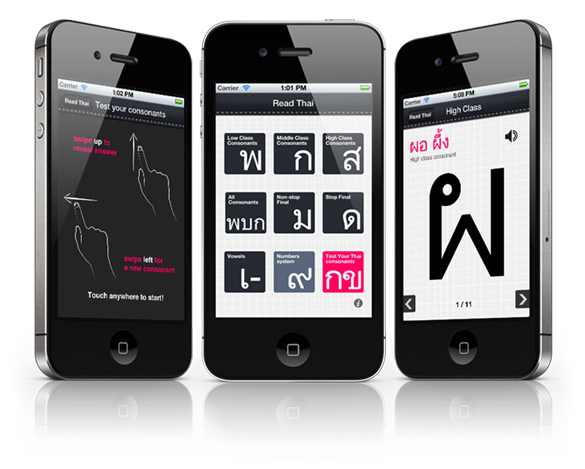 Carrier 1:02 PM
Read Thai Test your consonants
swipe up to
reveal answer
swipe left for
a new consonant
Touch anywhere to start!
Carrier 1:01 PM
Read Thai
Low Class
Consonants
พ
Middle Class
Consonants
ก
High Class
Consonants
ส
All
Consonants
พบก
Non-stop
Final
ม
Stop Final
ด
Vowels
เ-
Numbers
system
๙
Test Your Thai
consonants
กข
Carrier 5:08 PM
Read Thai High Class
ผอ ผึ้ง
High class consonant
ผ
1 / 11